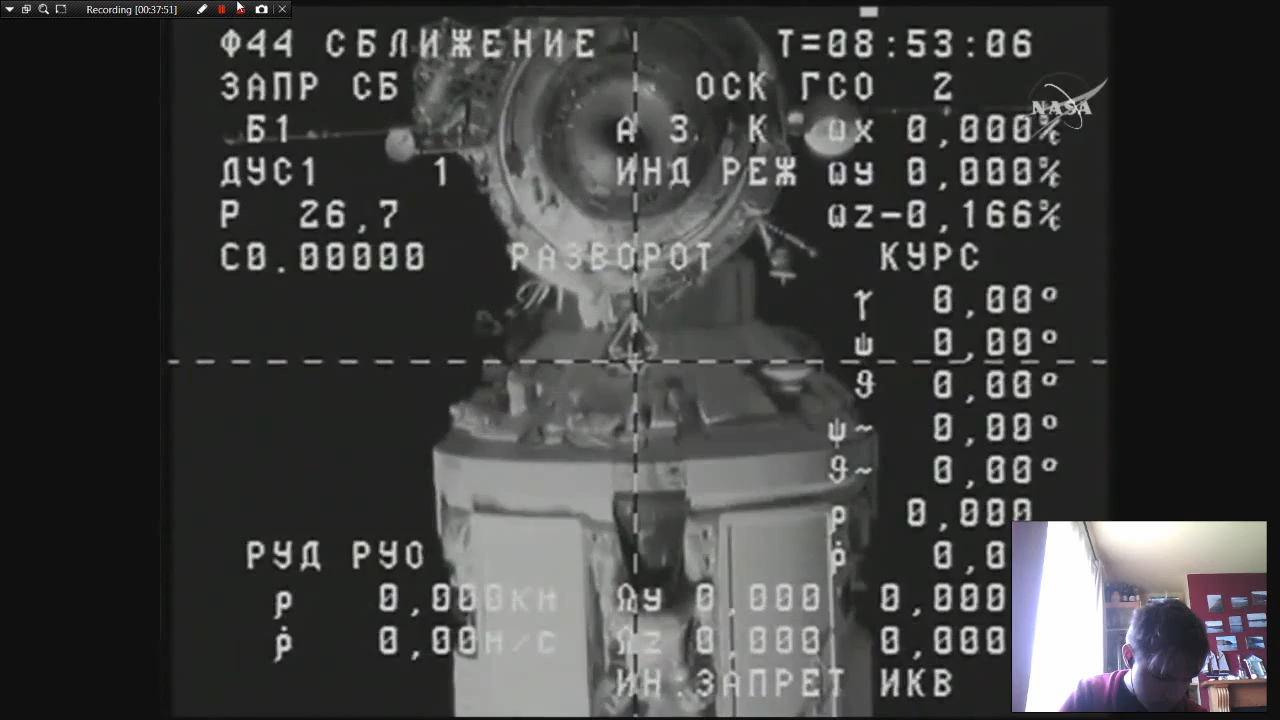 Recording [00:37:51]
Ф44 СБЛИЖЕНИЕ T=08:53:06
ЗАПР СБ ОСК ГСО 2
NASA
Б1 А З К ωx 0,000%
ДУС1 1 ИНД РЕЖ ωy 0,000%
Р 26,7 ωz-0,166%
С0.00000 РАЗВОРОТ КУРС
γ 0,00°
ψ 0,00°
ϑ 0,00°
ψ~ 0,00°
ϑ~ 0,00°
ρ 0,000
РУД РУО ρ̇ 0,0
ρ 0,000км Ωy 0,000 0,000
ρ̇ 0,00м/с Ωz 0,000 0,000
ИН:ЗАПРЕТ ИКВ